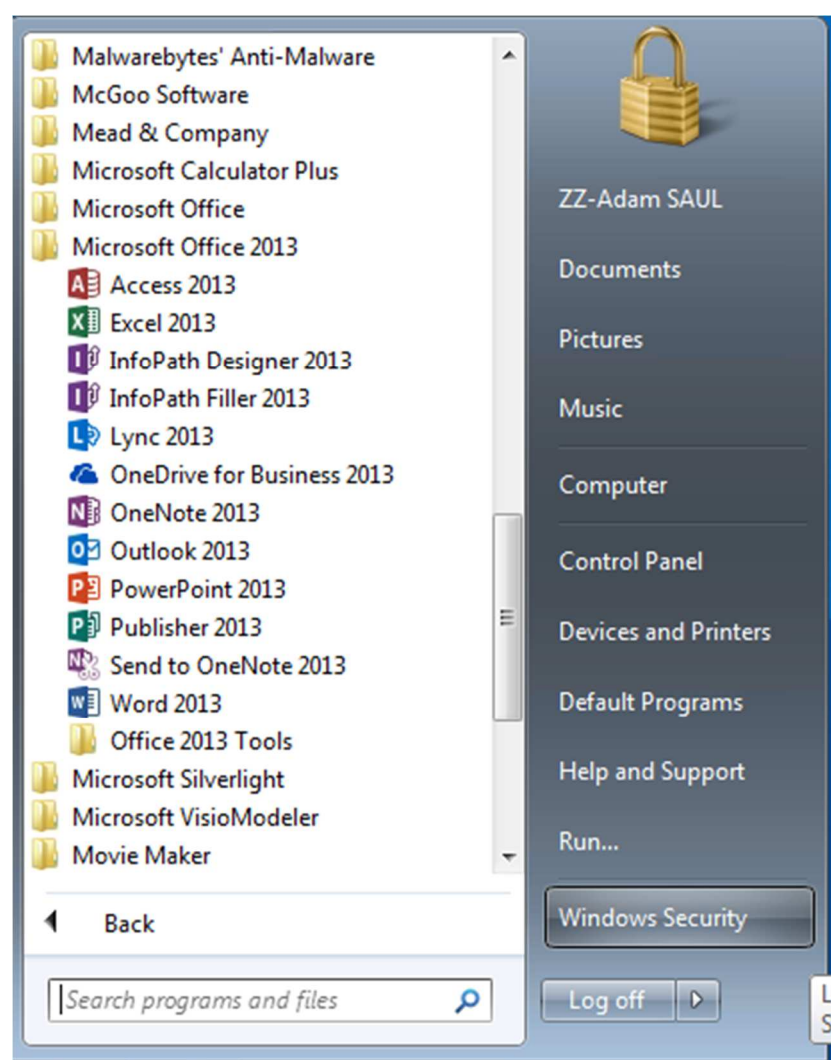 Malwarebytes' Anti-Malware
McGoo Software
Mead & Company
Microsoft Calculator Plus
Microsoft Office
Microsoft Office 2013
Access 2013
Excel 2013
InfoPath Designer 2013
InfoPath Filler 2013
Lync 2013
OneDrive for Business 2013
OneNote 2013
Outlook 2013
PowerPoint 2013
Publisher 2013
Send to OneNote 2013
Word 2013
Office 2013 Tools
Microsoft Silverlight
Microsoft VisioModeler
Movie Maker
Back
Search programs and files
ZZ-Adam SAUL
Documents
Pictures
Music
Computer
Control Panel
Devices and Printers
Default Programs
Help and Support
Run...
Windows Security
Log off